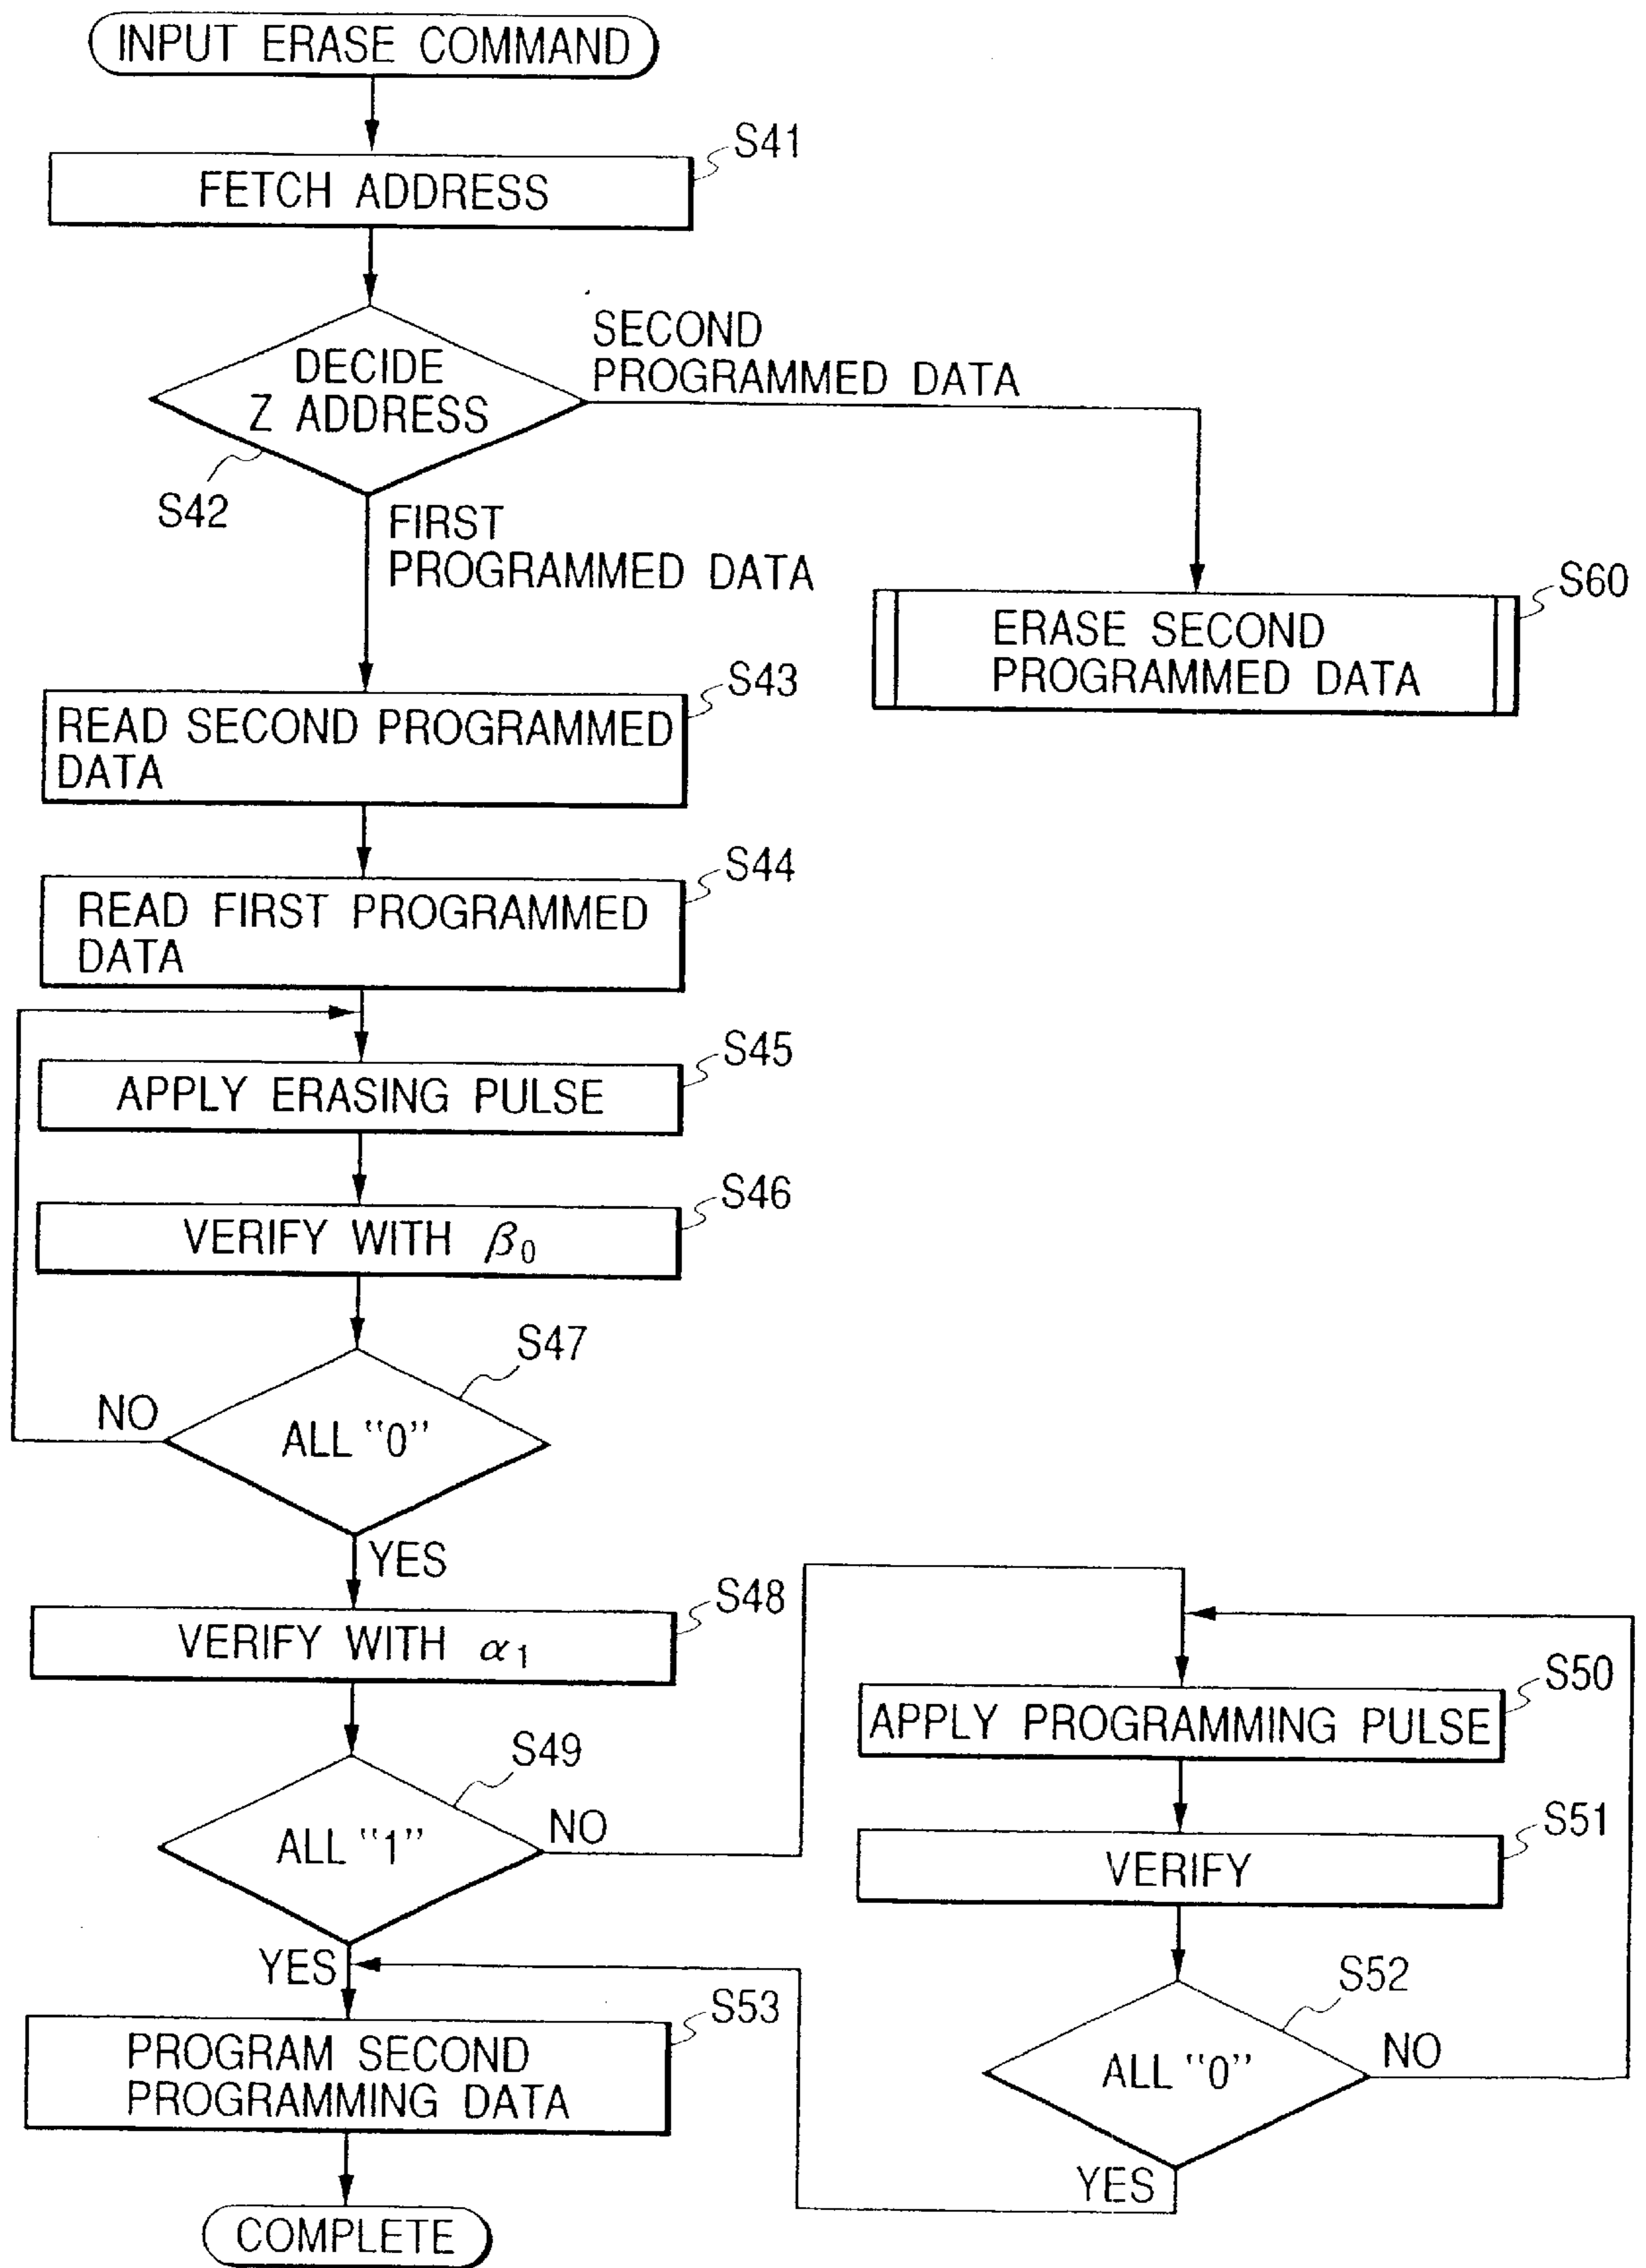 INPUT ERASE COMMAND
S41
FETCH ADDRESS
DECIDE
Z ADDRESS
S42
SECOND
PROGRAMMED DATA
FIRST
PROGRAMMED DATA
S60
ERASE SECOND
PROGRAMMED DATA
S43
READ SECOND PROGRAMMED
DATA
S44
READ FIRST PROGRAMMED
DATA
S45
APPLY ERASING PULSE
S46
VERIFY WITH β₀
S47
NO
ALL “0”
YES
S48
VERIFY WITH α₁
S49
ALL “1”
NO
YES
S50
APPLY PROGRAMMING PULSE
S51
VERIFY
S52
ALL “0”
NO
YES
S53
PROGRAM SECOND
PROGRAMMING DATA
COMPLETE